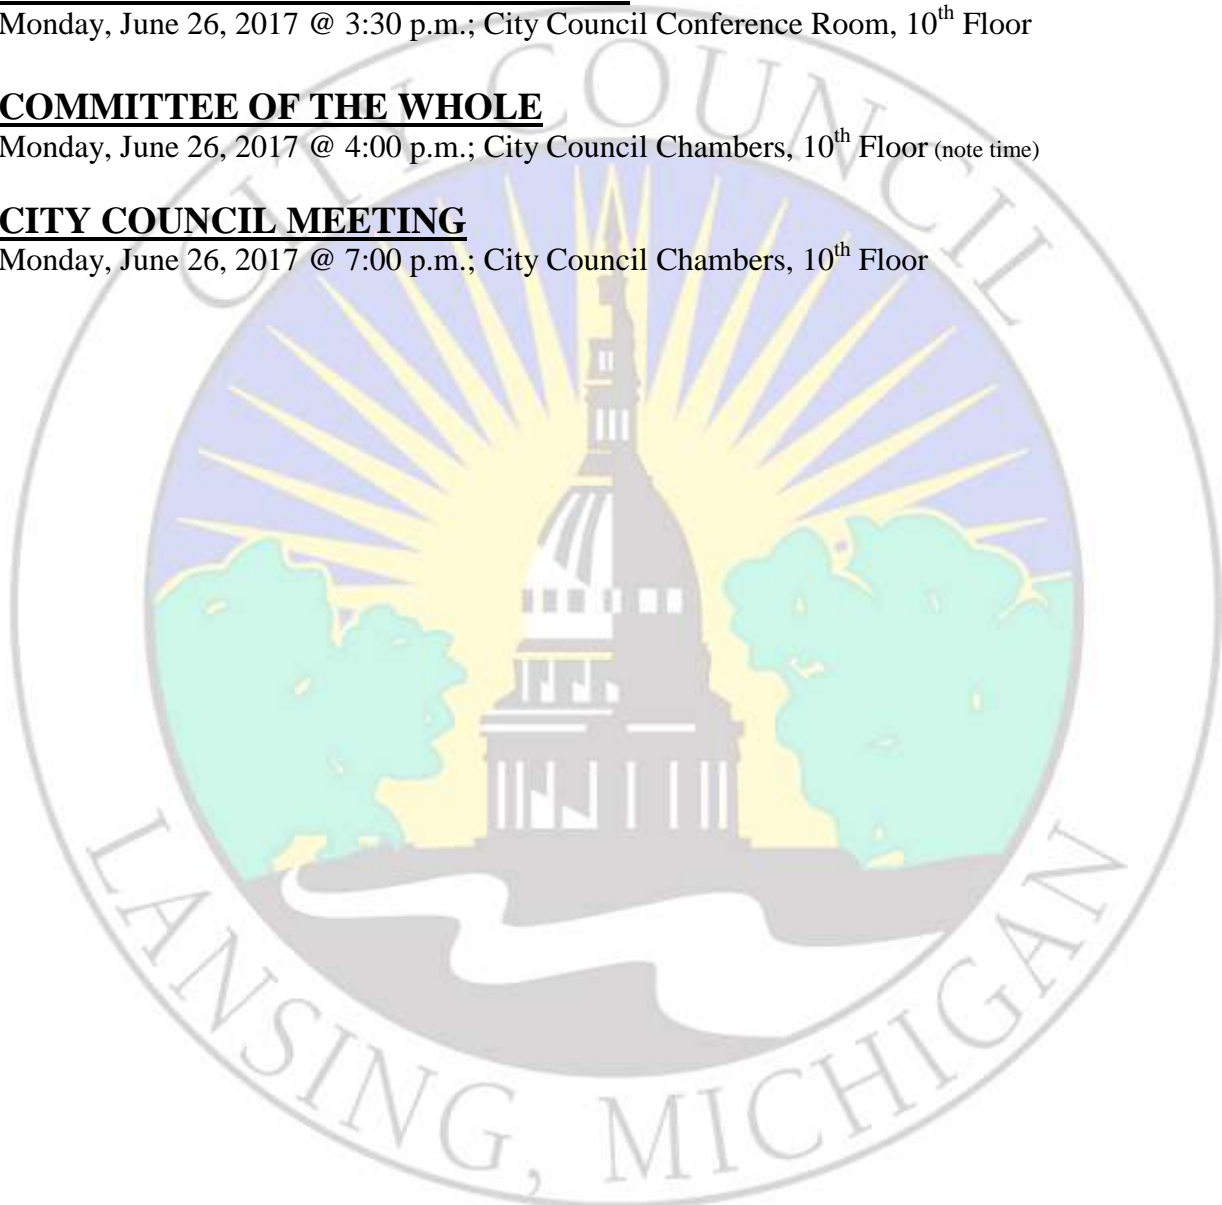 Monday, June 26, 2017 @ 3:30 p.m.; City Council Conference Room, 10th Floor
COMMITTEE OF THE WHOLE
Monday, June 26, 2017 @ 4:00 p.m.; City Council Chambers, 10th Floor (note time)
CITY COUNCIL MEETING
Monday, June 26, 2017 @ 7:00 p.m.; City Council Chambers, 10th Floor
CITY COUNCIL
LANSING, MICHIGAN